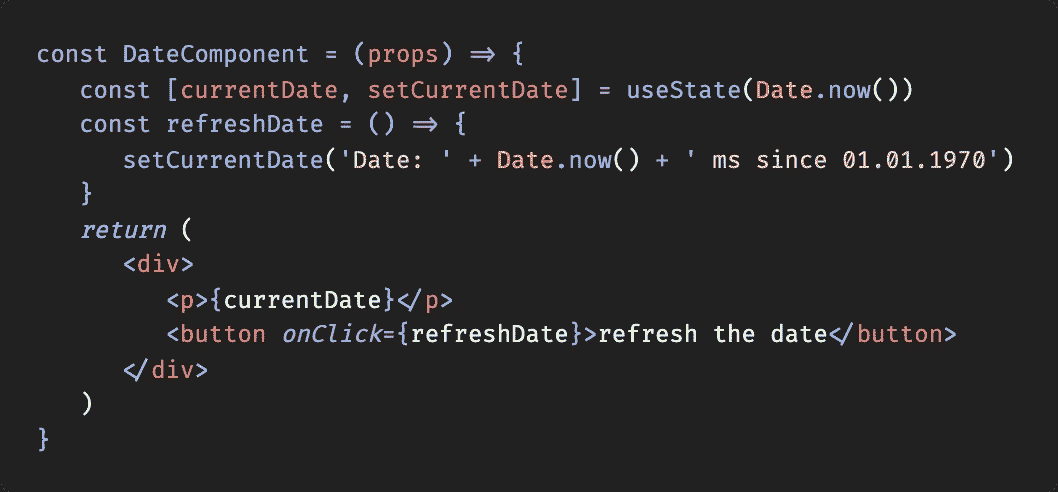 const DateComponent = (props) => {
const [currentDate, setCurrentDate] = useState(Date.now())
const refreshDate = () => {
setCurrentDate('Date: ' + Date.now() + ' ms since 01.01.1970')
}
return (
<div>
<p>{currentDate}</p>
<button onClick={refreshDate}>refresh the date</button>
</div>
)
}